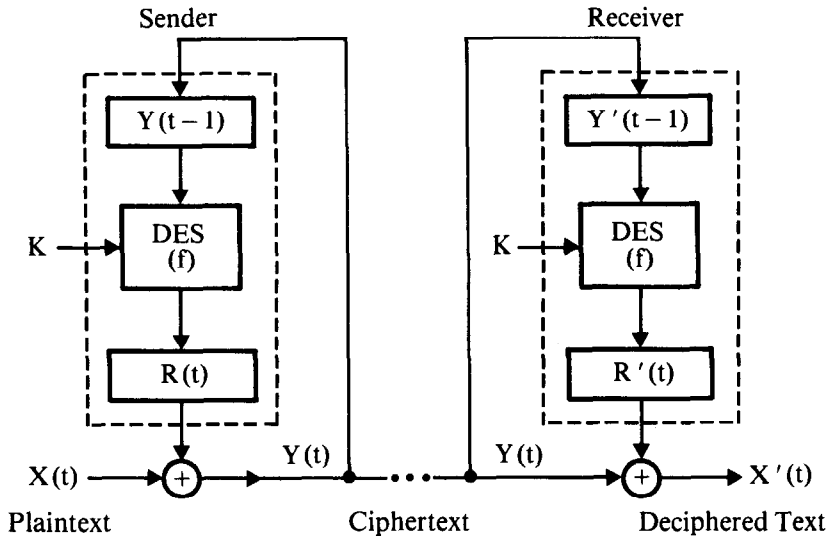 Sender
Receiver
Y(t − 1)
Y ′(t − 1)
K
DES
(f)
K
DES
(f)
R(t)
R ′(t)
X(t)
+
Y(t)
• • •
Y(t)
+
X ′(t)
Plaintext
Ciphertext
Deciphered Text